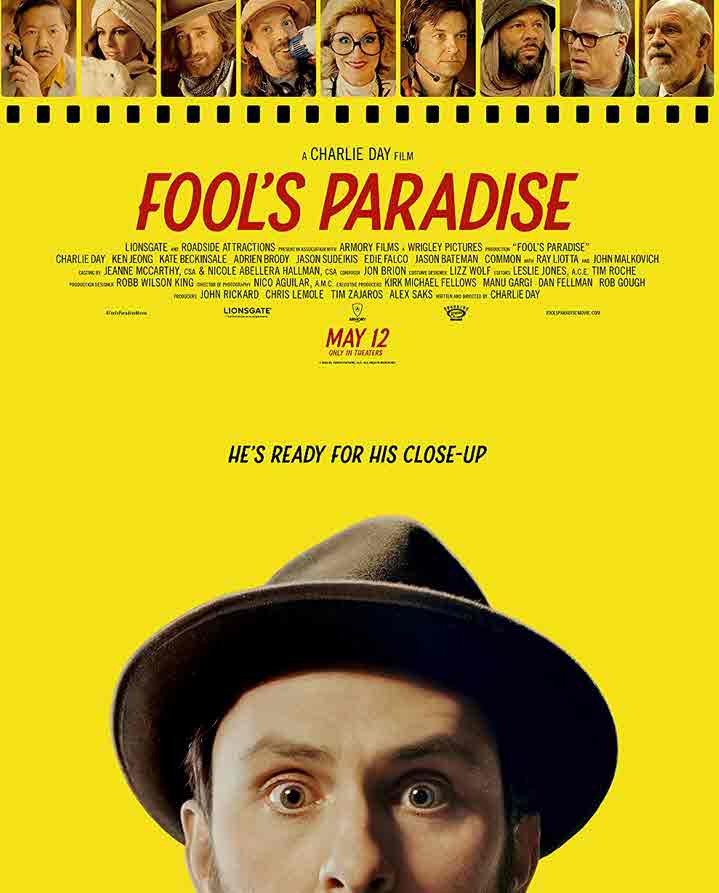 A CHARLIE DAY FILM
FOOL'S PARADISE
LIONSGATE AND ROADSIDE ATTRACTIONS PRESENT IN ASSOCIATION WITH ARMORY FILMS & WRIGLEY PICTURES PRODUCTION "FOOL'S PARADISE"
CHARLIE DAY KEN JEONG KATE BECKINSALE ADRIEN BRODY JASON SUDEIKIS EDIE FALCO JASON BATEMAN COMMON WITH RAY LIOTTA AND JOHN MALKOVICH
CASTING BY JEANNE MCCARTHY, CSA & NICOLE ABELLERA HALLMAN, CSA COMPOSER JON BRION COSTUME DESIGNER LIZZ WOLF EDITORS LESLIE JONES, A.C.E. TIM ROCHE
PRODUCTION DESIGNER ROBB WILSON KING DIRECTOR OF PHOTOGRAPHY NICO AGUILAR, A.M.C. EXECUTIVE PRODUCERS KIRK MICHAEL FELLOWS MANU GARGI DAN FELLMAN ROB GOUGH
PRODUCERS JOHN RICKARD CHRIS LEMOLE TIM ZAJAROS ALEX SAKS WRITTEN AND DIRECTED BY CHARLIE DAY
#FoolsParadiseMovie LIONSGATE ARMORY FOOLSPARADISEMOVIE.COM
MAY 12
ONLY IN THEATERS
HE'S READY FOR HIS CLOSE-UP